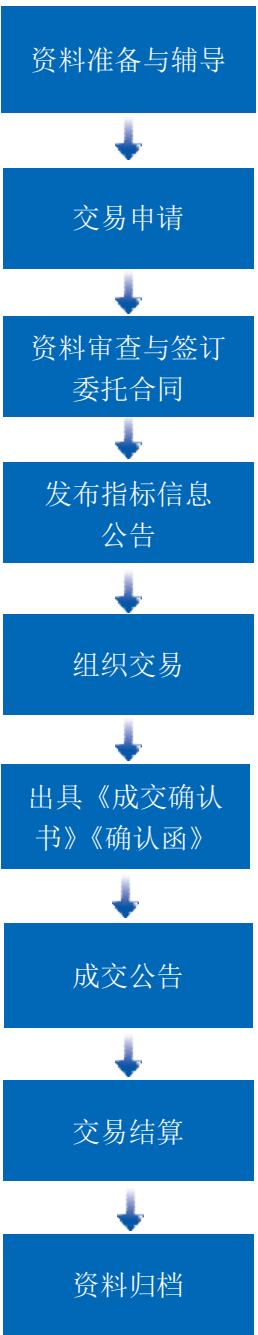 资料准备与辅导
交易申请
资料审查与签订
委托合同
发布指标信息
公告
组织交易
出具《成交确认
书》《确认函》
成交公告
交易结算
资料归档